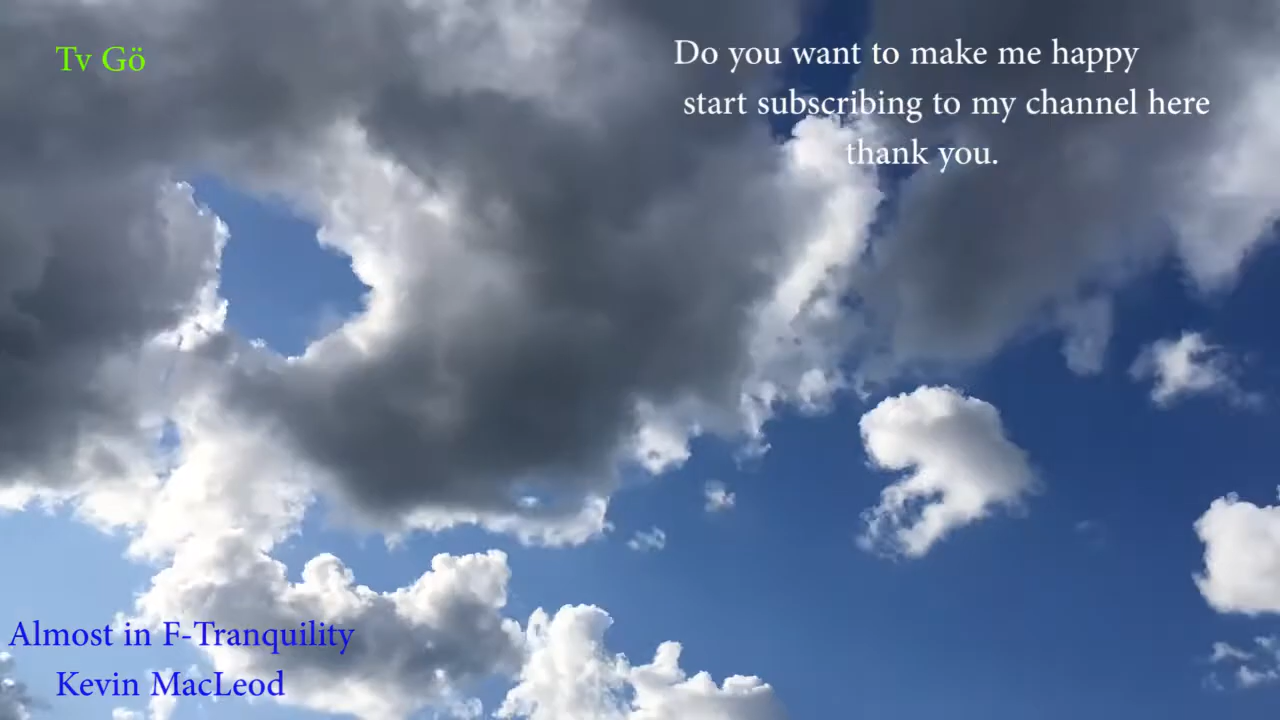 Tv Gö
Do you want to make me happy
start subscribing to my channel here
thank you.
Almost in F-Tranquility
Kevin MacLeod